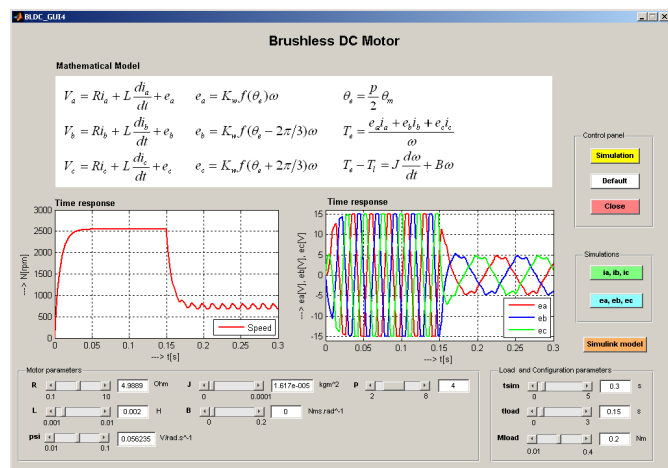 BLDC_GUI4
Brushless DC Motor
Mathematical Model
V_a = Ri_a + L di_a/dt + e_a    e_a = K_w f(θ_e)ω    θ_e = p/2 θ_m
V_b = Ri_b + L di_b/dt + e_b    e_b = K_w f(θ_e − 2π/3)ω    T_e = (e_a i_a + e_b i_b + e_c i_c)/ω
V_c = Ri_c + L di_c/dt + e_c    e_c = K_w f(θ_e + 2π/3)ω    T_e − T_l = J dω/dt + Bω
Control panel
Simulation
Default
Close
Time response
---> N[rpm]
3000
2500
2000
1500
1000
500
0
Speed
0 0.05 0.1 0.15 0.2 0.25 0.3
---> t[s]
Time response
---> ea[V], eb[V], ec[V]
15
10
5
0
-5
-10
-15
ea
eb
ec
0 0.05 0.1 0.15 0.2 0.25 0.3
---> t[s]
Simulations
ia, ib, ic
ea, eb, ec
Simulink model
Motor parameters
R 4.9889 Ohm
0.1 10
L 0.002 H
0.001 0.01
psi 0.056235 V/rad.s^-1
0.01 0.1
J 1.617e-005 kgm^2
0 0.0001
B 0 Nms.rad^-1
0 0.2
p 4
2 8
Load and Configuration parameters
tsim 0.3 s
0 5
tload 0.15 s
0 3
Mload 0.2 Nm
0.01 0.4